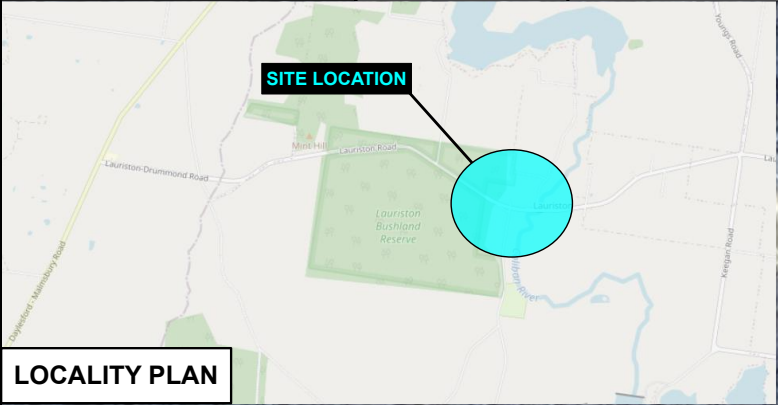 Youngs Road
SITE LOCATION
Mint Hill
Lauriston Road
Lauriston-Drummond Road
Lauriston
Lauriston
Bushland
Reserve
Keegan Road
River
Daylesford - Malmsbury Road
LOCALITY PLAN